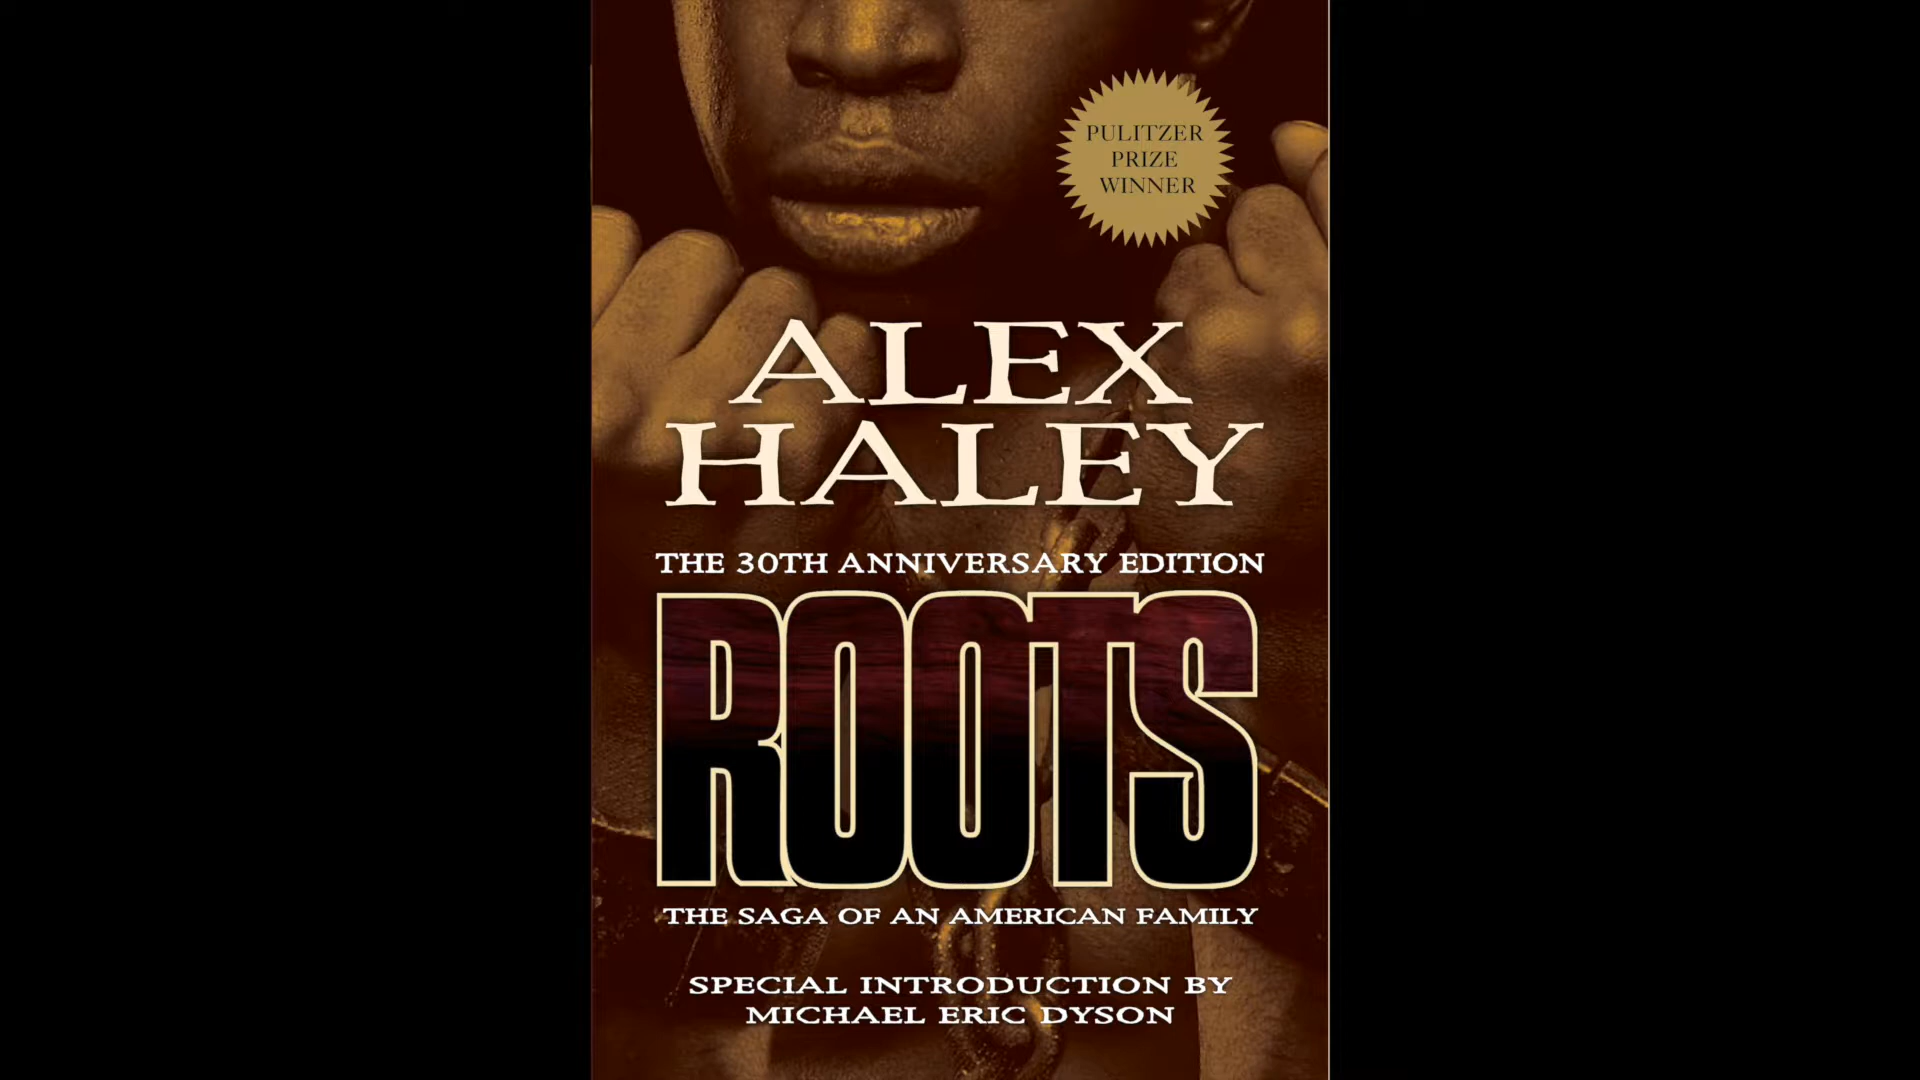 PULITZER
PRIZE
WINNER
ALEX
HALEY
THE 30TH ANNIVERSARY EDITION
ROOTS
THE SAGA OF AN AMERICAN FAMILY
SPECIAL INTRODUCTION BY
MICHAEL ERIC DYSON